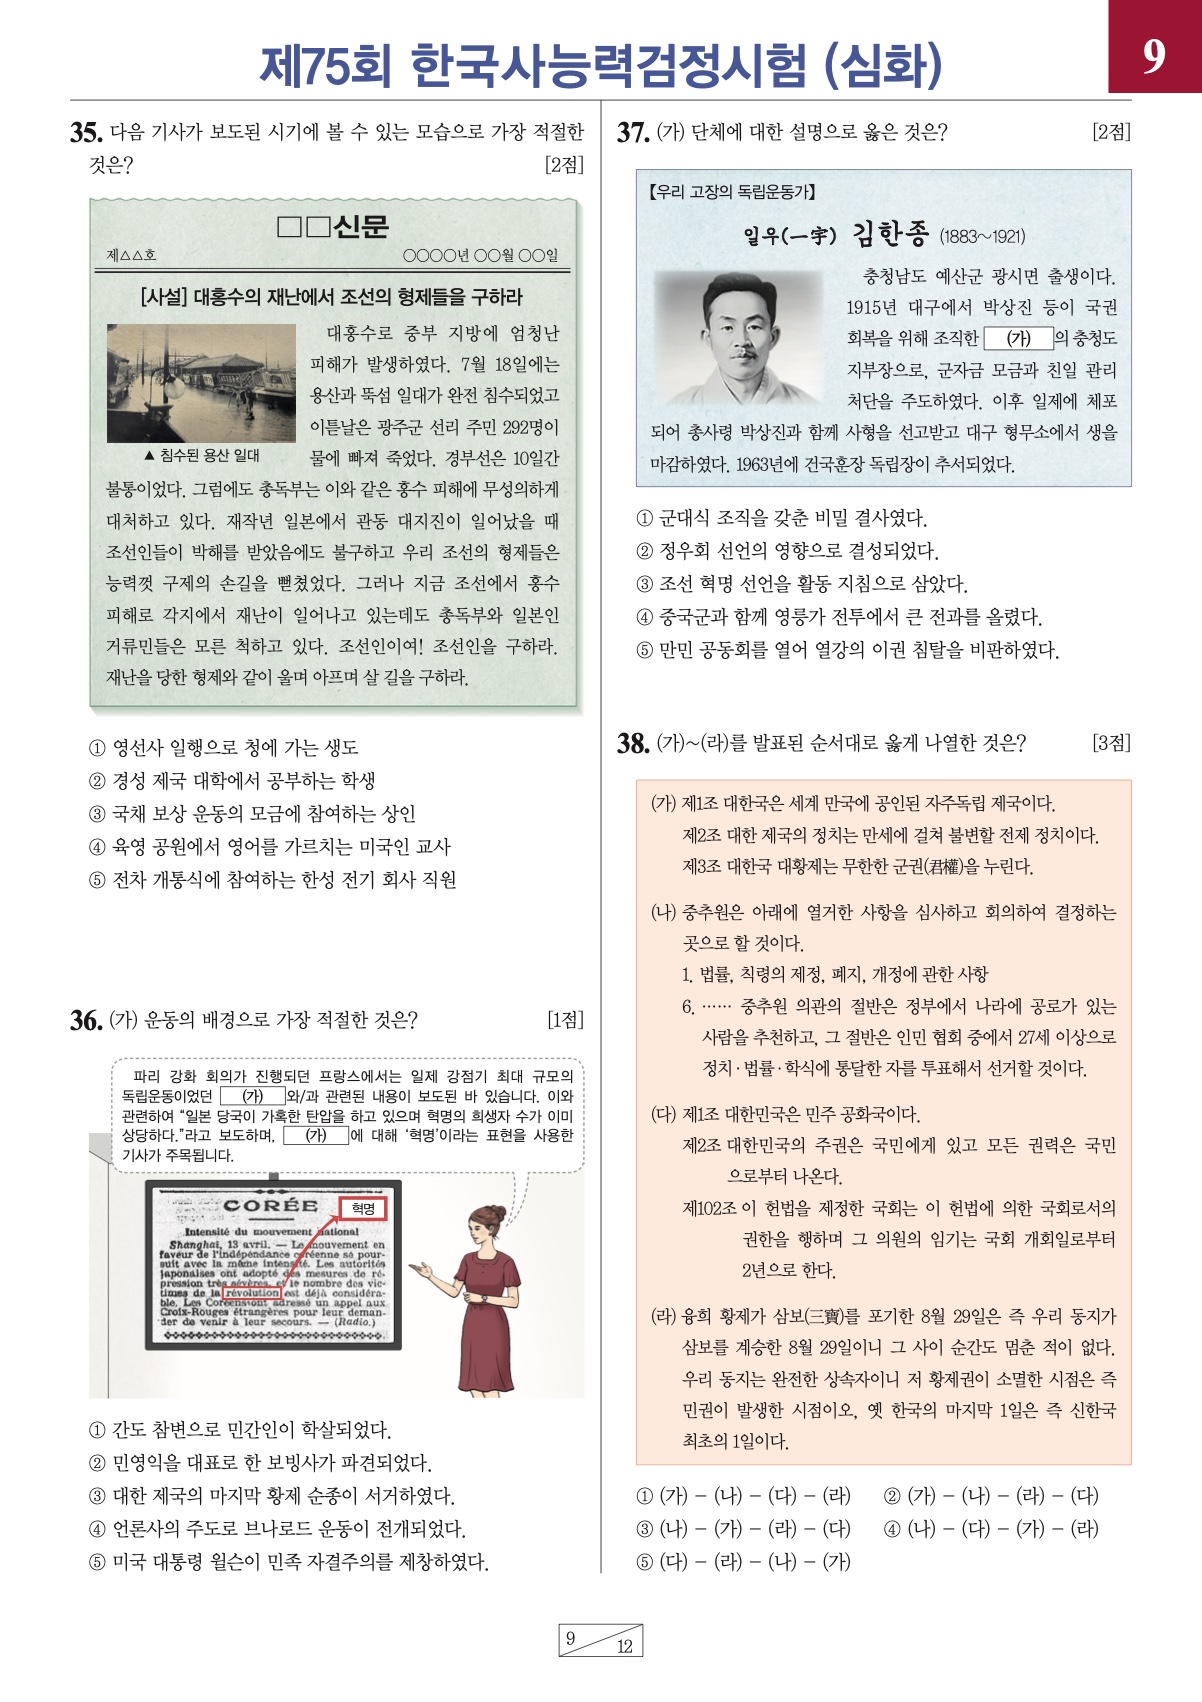 제75회 한국사능력검정시험 (심화)
9
35. 다음 기사가 보도된 시기에 볼 수 있는 모습으로 가장 적절한
것은? [2점]
□□신문
제△△호 ○○○○년 ○○월 ○○일
[사설] 대홍수의 재난에서 조선의 형제들을 구하라
대홍수로 중부 지방에 엄청난
피해가 발생하였다. 7월 18일에는
용산과 뚝섬 일대가 완전 침수되었고
이튿날은 광주군 선리 주민 292명이
▲ 침수된 용산 일대
물에 빠져 죽었다. 경부선은 10일간
불통이었다. 그럼에도 총독부는 이와 같은 홍수 피해에 무성의하게
대처하고 있다. 재작년 일본에서 관동 대지진이 일어났을 때
조선인들이 박해를 받았음에도 불구하고 우리 조선의 형제들은
능력껏 구제의 손길을 뻗쳤었다. 그러나 지금 조선에서 홍수
피해로 각지에서 재난이 일어나고 있는데도 총독부와 일본인
거류민들은 모른 척하고 있다. 조선인이여! 조선인을 구하라.
재난을 당한 형제와 같이 울며 아프며 살 길을 구하라.
① 영선사 일행으로 청에 가는 생도
② 경성 제국 대학에서 공부하는 학생
③ 국채 보상 운동의 모금에 참여하는 상인
④ 육영 공원에서 영어를 가르치는 미국인 교사
⑤ 전차 개통식에 참여하는 한성 전기 회사 직원
36. (가) 운동의 배경으로 가장 적절한 것은? [1점]
파리 강화 회의가 진행되던 프랑스에서는 일제 강점기 최대 규모의
독립운동이었던 (가) 와/과 관련된 내용이 보도된 바 있습니다. 이와
관련하여 “일본 당국이 가혹한 탄압을 하고 있으며 혁명의 희생자 수가 이미
상당하다.”라고 보도하며, (가) 에 대해 ‘혁명’이라는 표현을 사용한
기사가 주목됩니다.
CORÉE
혁명
Intensité du mouvement national
Shanghai, 13 avril. — Le mouvement en
faveur de l'indépendance coréenne se pour-
suit avec la même intensité. Les autorités
japonaises ont adopté des mesures de ré-
pression très sévères, et le nombre des vic-
times de la révolution est déjà considéra-
ble. Les Coréens ont adressé un appel aux
Croix-Rouges étrangères pour leur deman-
der de venir à leur secours. — (Radio.)
① 간도 참변으로 민간인이 학살되었다.
② 민영익을 대표로 한 보빙사가 파견되었다.
③ 대한 제국의 마지막 황제 순종이 서거하였다.
④ 언론사의 주도로 브나로드 운동이 전개되었다.
⑤ 미국 대통령 윌슨이 민족 자결주의를 제창하였다.
37. (가) 단체에 대한 설명으로 옳은 것은? [2점]
【우리 고장의 독립운동가】
일우(一宇) 김한종 (1883～1921)
충청남도 예산군 광시면 출생이다.
1915년 대구에서 박상진 등이 국권
회복을 위해 조직한 (가) 의 충청도
지부장으로, 군자금 모금과 친일 관리
처단을 주도하였다. 이후 일제에 체포
되어 총사령 박상진과 함께 사형을 선고받고 대구 형무소에서 생을
마감하였다. 1963년에 건국훈장 독립장이 추서되었다.
① 군대식 조직을 갖춘 비밀 결사였다.
② 정우회 선언의 영향으로 결성되었다.
③ 조선 혁명 선언을 활동 지침으로 삼았다.
④ 중국군과 함께 영릉가 전투에서 큰 전과를 올렸다.
⑤ 만민 공동회를 열어 열강의 이권 침탈을 비판하였다.
38. (가)~(라)를 발표된 순서대로 옳게 나열한 것은? [3점]
(가) 제1조 대한국은 세계 만국에 공인된 자주독립 제국이다.
제2조 대한 제국의 정치는 만세에 걸쳐 불변할 전제 정치이다.
제3조 대한국 대황제는 무한한 군권(君權)을 누린다.
(나) 중추원은 아래에 열거한 사항을 심사하고 회의하여 결정하는
곳으로 할 것이다.
1. 법률, 칙령의 제정, 폐지, 개정에 관한 사항
6. …… 중추원 의관의 절반은 정부에서 나라에 공로가 있는
사람을 추천하고, 그 절반은 인민 협회 중에서 27세 이상으로
정치·법률·학식에 통달한 자를 투표해서 선거할 것이다.
(다) 제1조 대한민국은 민주 공화국이다.
제2조 대한민국의 주권은 국민에게 있고 모든 권력은 국민
으로부터 나온다.
제102조 이 헌법을 제정한 국회는 이 헌법에 의한 국회로서의
권한을 행하며 그 의원의 임기는 국회 개회일로부터
2년으로 한다.
(라) 융희 황제가 삼보(三寶)를 포기한 8월 29일은 즉 우리 동지가
삼보를 계승한 8월 29일이니 그 사이 순간도 멈춘 적이 없다.
우리 동지는 완전한 상속자이니 저 황제권이 소멸한 시점은 즉
민권이 발생한 시점이오, 옛 한국의 마지막 1일은 즉 신한국
최초의 1일이다.
① (가) － (나) － (다) － (라) ② (가) － (나) － (라) － (다)
③ (나) － (가) － (라) － (다) ④ (나) － (다) － (가) － (라)
⑤ (다) － (라) － (나) － (가)
9 12